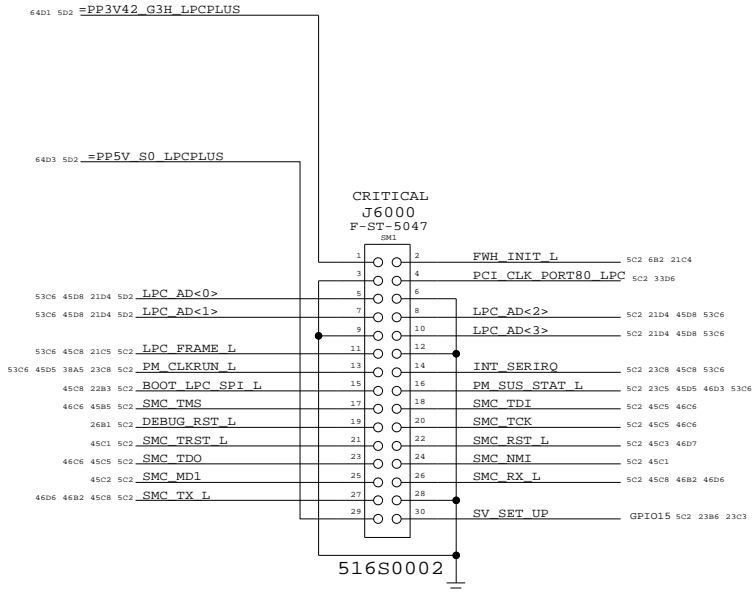 64D1 5D2 =PP3V42_G3H_LPCPLUS
64D3 5D2 =PP5V_S0_LPCPLUS
CRITICAL
J6000
F-ST-5047
SM1
1 2 FWH_INIT_L 5C2 6B2 21C4
3 4 PCI_CLK_PORT80_LPC 5C2 33D6
53C6 45D8 21D4 5D2 LPC_AD<0> 5 6
53C6 45D8 21D4 5D2 LPC_AD<1> 7 8 LPC_AD<2> 5C2 21D4 45D8 53C6
9 10 LPC_AD<3> 5C2 21D4 45D8 53C6
53C6 45C8 21C5 5C2 LPC_FRAME_L 11 12
53C6 45D5 38A5 23C8 5C2 PM_CLKRUN_L 13 14 INT_SERIRQ 5C2 23C8 45C8 53C6
45C8 22B3 5C2 BOOT_LPC_SPI_L 15 16 PM_SUS_STAT_L 5C2 23C5 45D5 46D3 53C6
46C6 45B5 5C2 SMC_TMS 17 18 SMC_TDI 5C2 45C5 46C6
26B1 5C2 DEBUG_RST_L 19 20 SMC_TCK 5C2 45C5 46C6
45C1 5C2 SMC_TRST_L 21 22 SMC_RST_L 5C2 45C3 46D7
46C6 45C5 5C2 SMC_TDO 23 24 SMC_NMI 5C2 45C1
45C2 5C2 SMC_MD1 25 26 SMC_RX_L 5C2 45C8 46B2 46D6
46D6 46B2 45C8 5C2 SMC_TX_L 27 28
29 30 SV_SET_UP GPIO15 5C2 23B6 23C3
516S0002